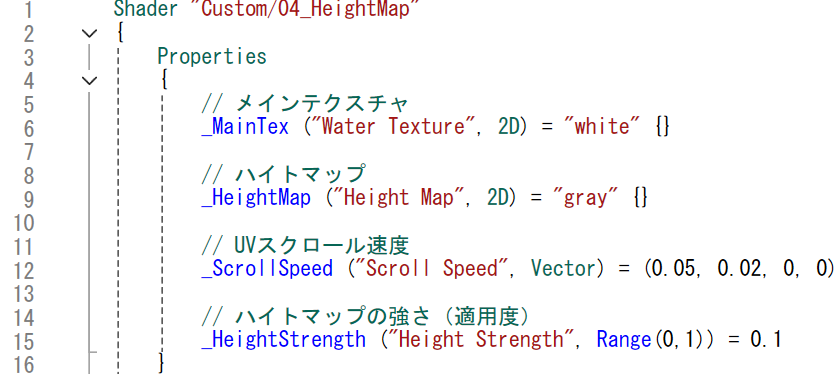 1 Shader "Custom/04_HeightMap"
2 {
3 Properties
4 {
5 // メインテクスチャ
6 _MainTex ("Water Texture", 2D) = "white" {}
7
8 // ハイトマップ
9 _HeightMap ("Height Map", 2D) = "gray" {}
10
11 // UVスクロール速度
12 _ScrollSpeed ("Scroll Speed", Vector) = (0.05, 0.02, 0, 0)
13
14 // ハイトマップの強さ（適用度）
15 _HeightStrength ("Height Strength", Range(0,1)) = 0.1
16 }